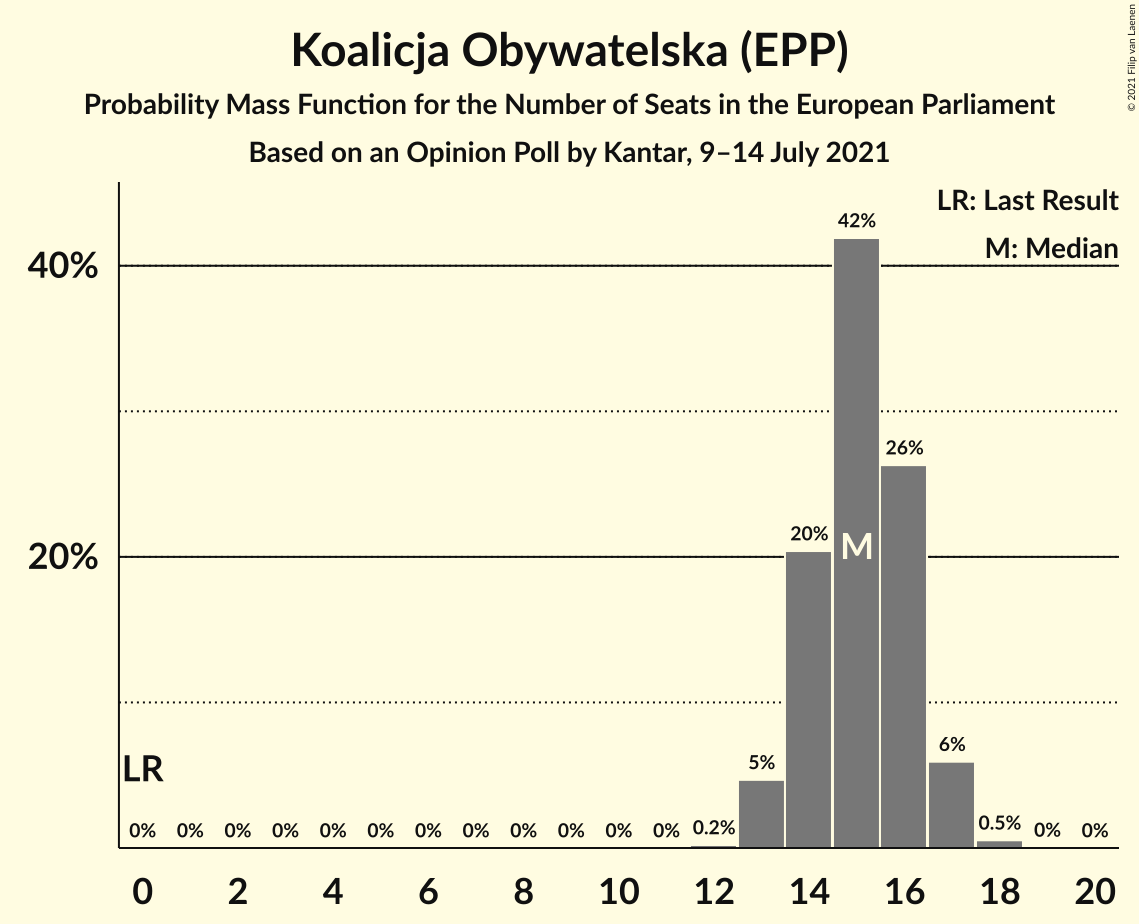 Koalicja Obywatelska (EPP)
Probability Mass Function for the Number of Seats in the European Parliament
Based on an Opinion Poll by Kantar, 9–14 July 2021
© 2021 Filip van Laenen
LR: Last Result
M: Median
40%
20%
42%
26%
20%
M
6%
5%
LR
0% 0% 0% 0% 0% 0% 0% 0% 0% 0% 0% 0% 0.2% 0.5% 0% 0%
0 2 4 6 8 10 12 14 16 18 20